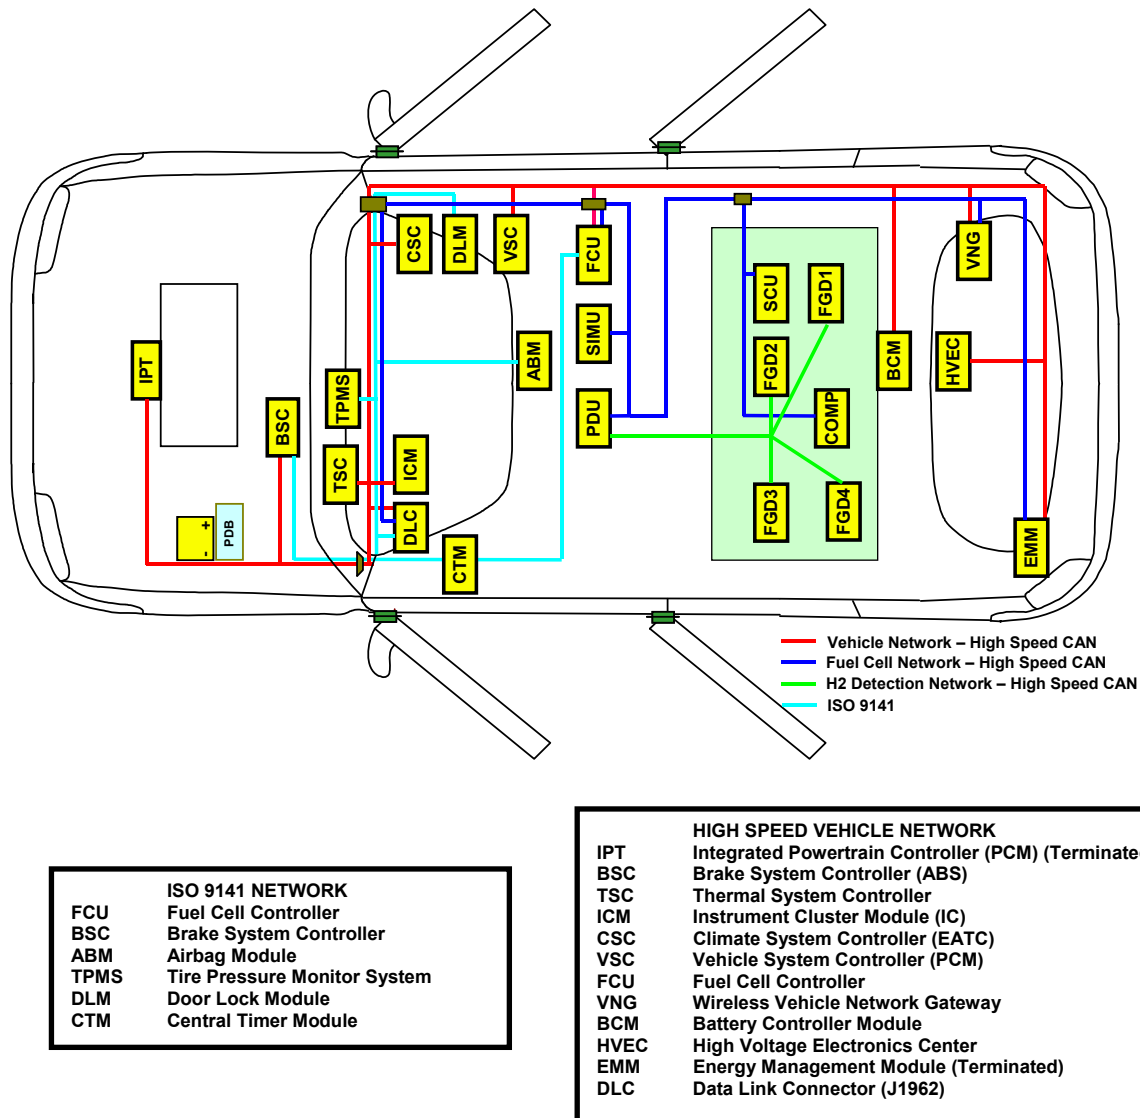 CSC
DLM
VSC
FCU
VNG
SCU
FGD1
IPT
TPMS
ABM
SIMU
FGD2
BCM
HVEC
BSC
PDU
COMP
TSC
ICM
DLC
FGD3
FGD4
+
-
PDB
CTM
EMM
Vehicle Network – High Speed CAN
Fuel Cell Network – High Speed CAN
H2 Detection Network – High Speed CAN
ISO 9141
ISO 9141 NETWORK
FCU Fuel Cell Controller
BSC Brake System Controller
ABM Airbag Module
TPMS Tire Pressure Monitor System
DLM Door Lock Module
CTM Central Timer Module
HIGH SPEED VEHICLE NETWORK
IPT Integrated Powertrain Controller (PCM) (Terminate
BSC Brake System Controller (ABS)
TSC Thermal System Controller
ICM Instrument Cluster Module (IC)
CSC Climate System Controller (EATC)
VSC Vehicle System Controller (PCM)
FCU Fuel Cell Controller
VNG Wireless Vehicle Network Gateway
BCM Battery Controller Module
HVEC High Voltage Electronics Center
EMM Energy Management Module (Terminated)
DLC Data Link Connector (J1962)